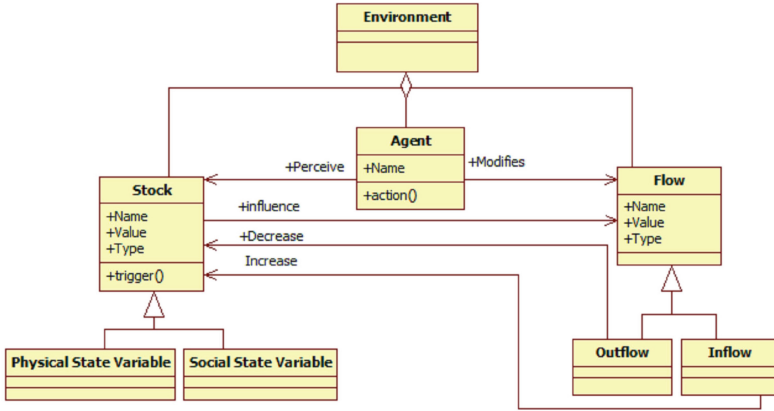 Environment
Agent
+Name
+action()
+Perceive
+Modifies
Stock
+Name
+Value
+Type
+trigger()
Flow
+Name
+Value
+Type
+influence
+Decrease
Increase
Physical State Variable
Social State Variable
Outflow
Inflow